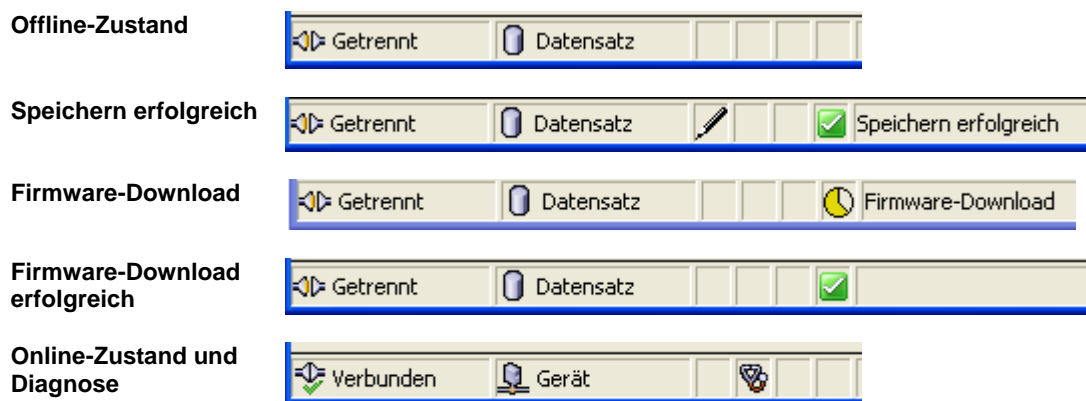 Offline-Zustand
Getrennt Datensatz
Speichern erfolgreich
Getrennt Datensatz Speichern erfolgreich
Firmware-Download
Getrennt Datensatz Firmware-Download
Firmware-Download
erfolgreich
Getrennt Datensatz
Online-Zustand und
Diagnose
Verbunden Gerät